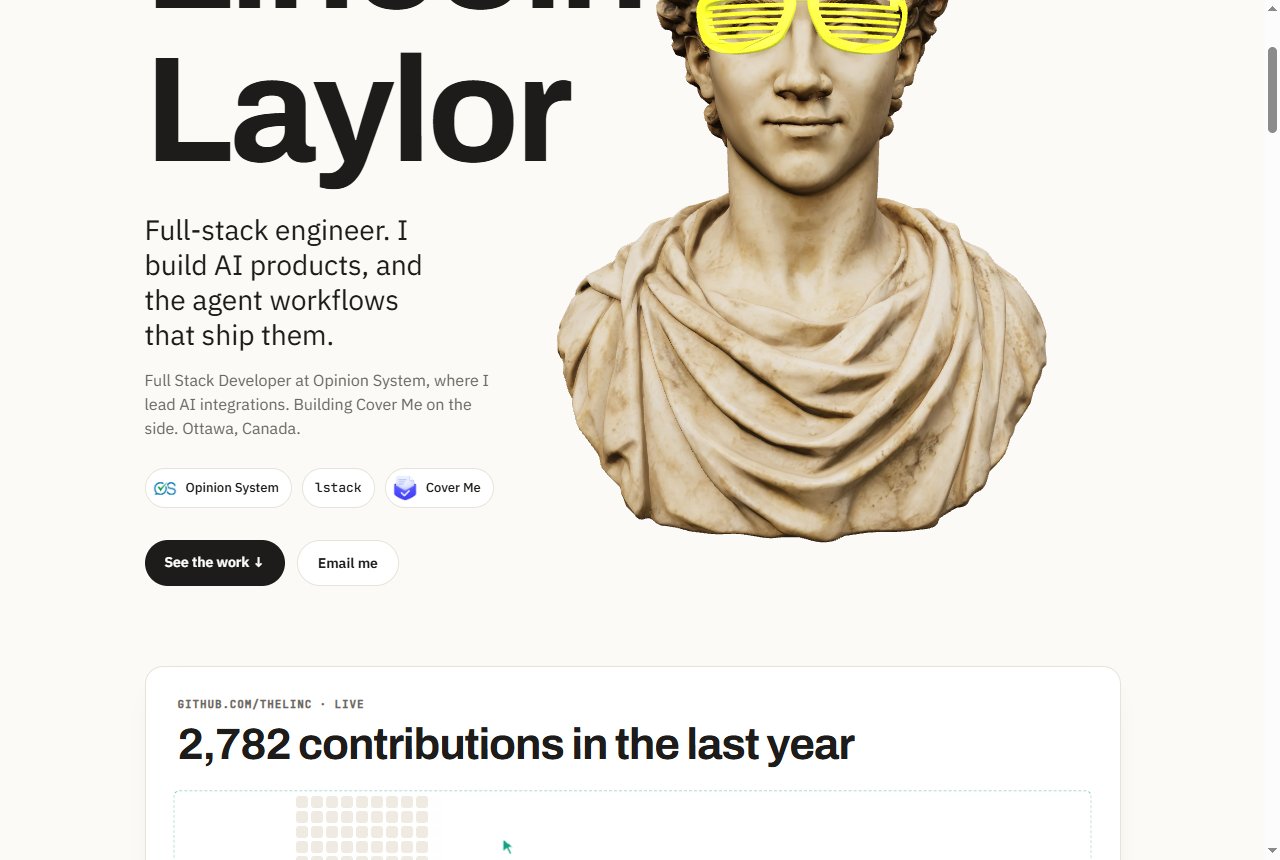 Lincoln
Laylor
Full-stack engineer. I
build AI products, and
the agent workflows
that ship them.
Full Stack Developer at Opinion System, where I
lead AI integrations. Building Cover Me on the
side. Ottawa, Canada.
Opinion System
lstack
Cover Me
See the work ↓
Email me
GITHUB.COM/THELINC · LIVE
2,782 contributions in the last year